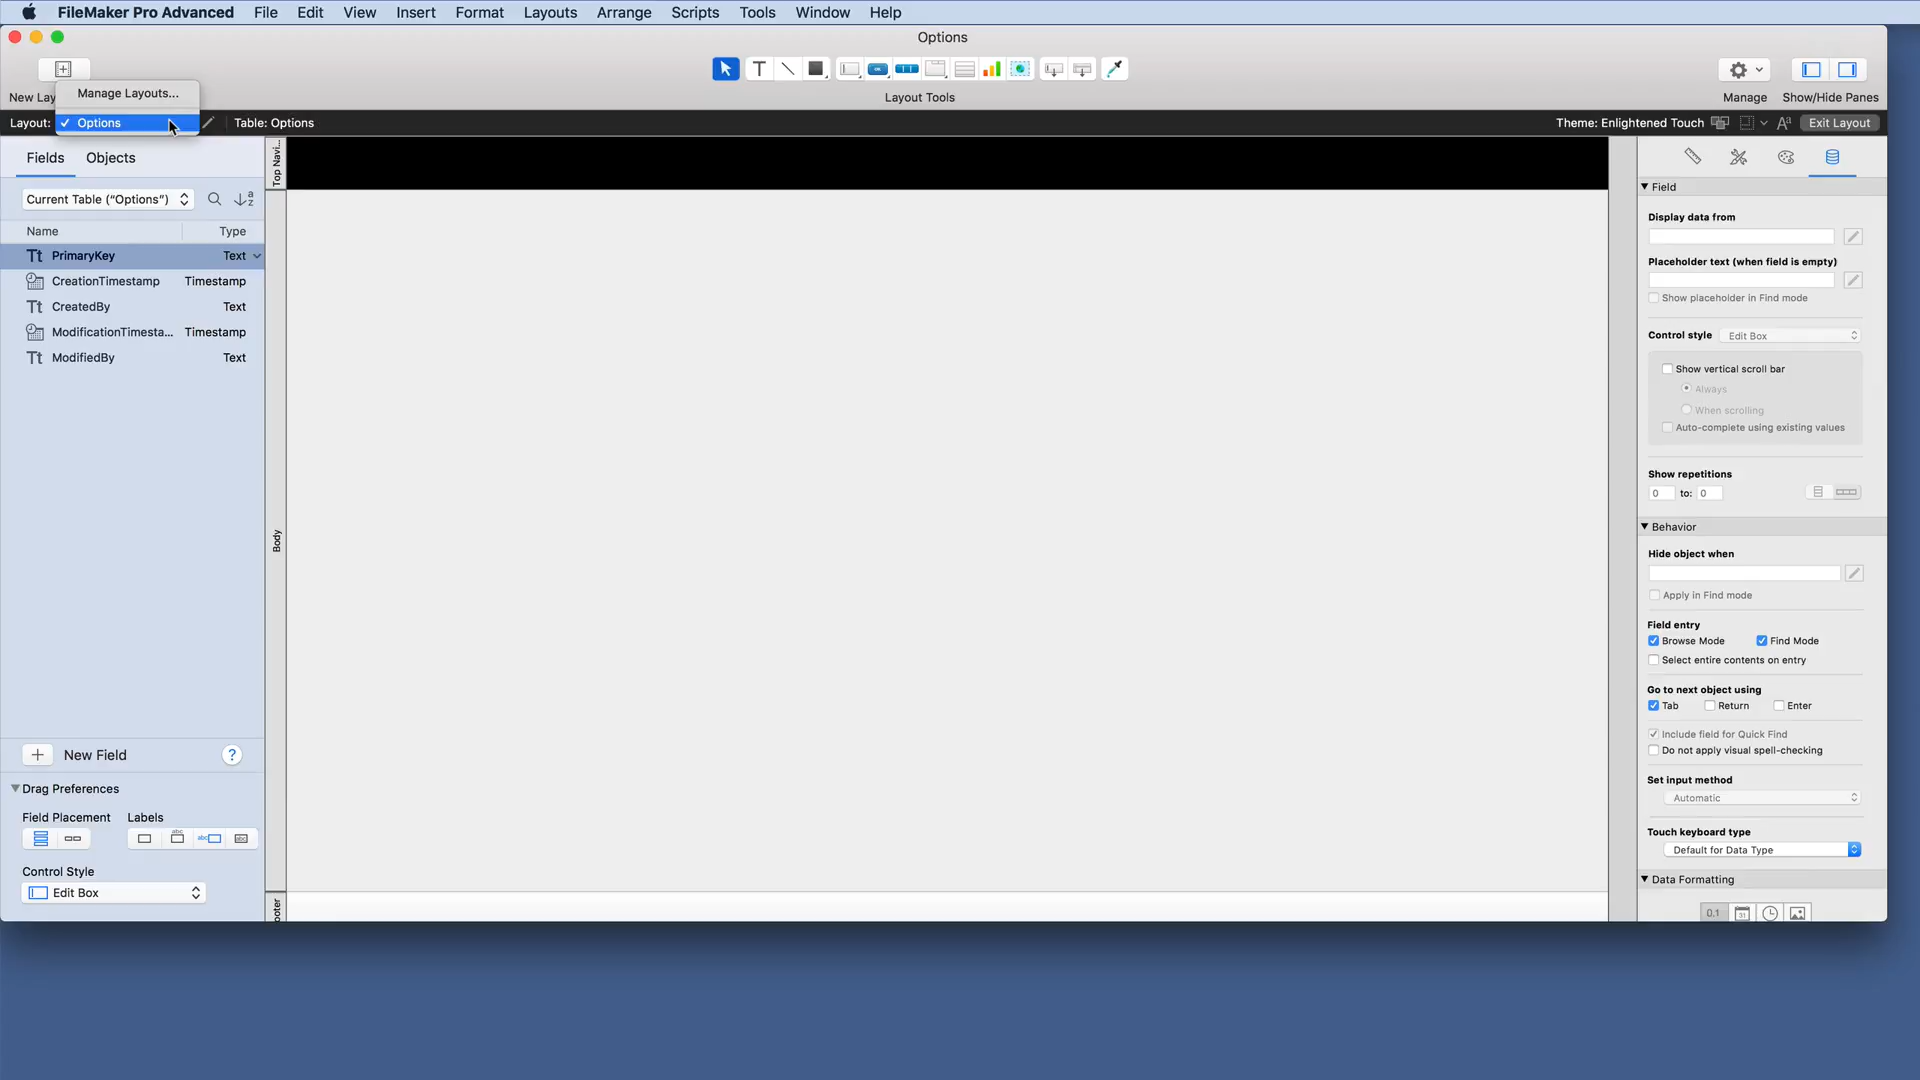 FileMaker Pro Advanced File Edit View Insert Format Layouts Arrange Scripts Tools Window Help
Options
New Lay
Layout Tools
Manage
Show/Hide Panes
Manage Layouts...
Layout: ✓ Options
Table: Options
Theme: Enlightened Touch
Exit Layout
Fields Objects
Current Table (“Options”)
Name Type
Tt PrimaryKey Text
CreationTimestamp Timestamp
Tt CreatedBy Text
ModificationTimesta... Timestamp
Tt ModifiedBy Text
New Field ?
Drag Preferences
Field Placement Labels
Control Style
Edit Box
Top Navi...
Body
ooter
Field
Display data from
Placeholder text (when field is empty)
Show placeholder in Find mode
Control style Edit Box
Show vertical scroll bar
Always
When scrolling
Auto-complete using existing values
Show repetitions
0 to: 0
Behavior
Hide object when
Apply in Find mode
Field entry
Browse Mode Find Mode
Select entire contents on entry
Go to next object using
Tab Return Enter
Include field for Quick Find
Do not apply visual spell-checking
Set input method
Automatic
Touch keyboard type
Default for Data Type
Data Formatting
0.1